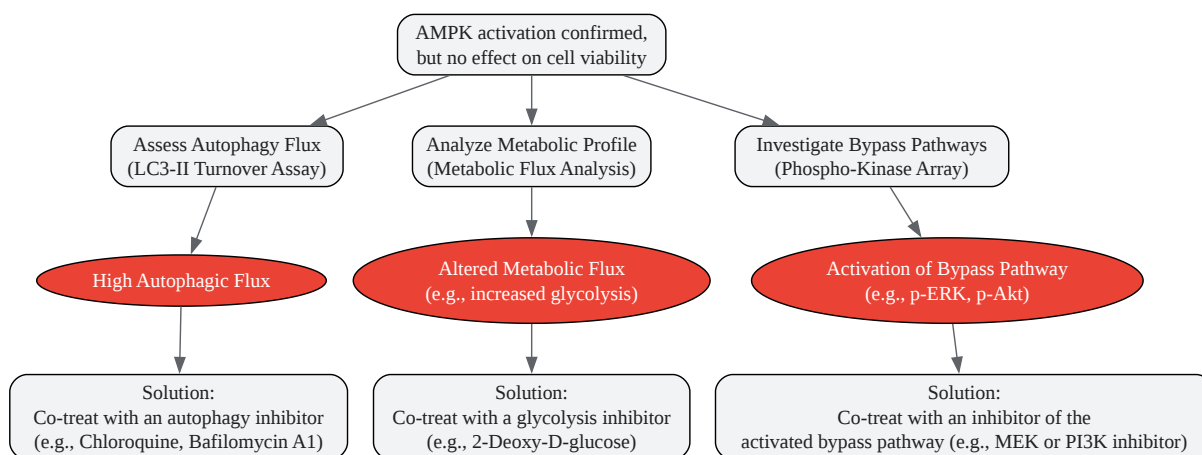 AMPK activation confirmed,
but no effect on cell viability
Assess Autophagy Flux
(LC3-II Turnover Assay)
Analyze Metabolic Profile
(Metabolic Flux Analysis)
Investigate Bypass Pathways
(Phospho-Kinase Array)
High Autophagic Flux
Altered Metabolic Flux
(e.g., increased glycolysis)
Activation of Bypass Pathway
(e.g., p-ERK, p-Akt)
Solution:
Co-treat with an autophagy inhibitor
(e.g., Chloroquine, Bafilomycin A1)
Solution:
Co-treat with a glycolysis inhibitor
(e.g., 2-Deoxy-D-glucose)
Solution:
Co-treat with an inhibitor of the
activated bypass pathway (e.g., MEK or PI3K inhibitor)